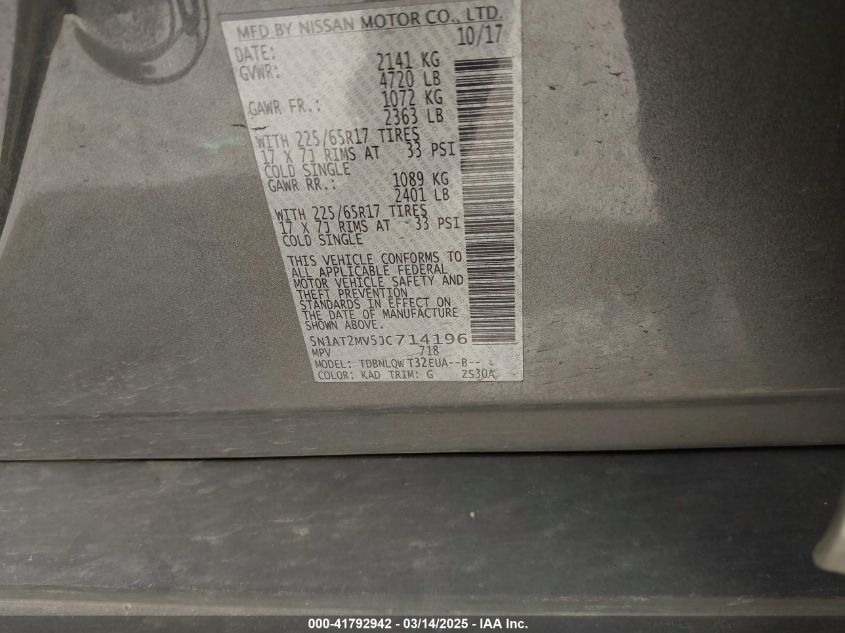 MFD BY NISSAN MOTOR CO., LTD.
DATE: 10/17
GVWR: 2141 KG
4720 LB
GAWR FR.: 1072 KG
2363 LB
WITH 225/65R17 TIRES
17 X 7J RIMS AT 33 PSI
COLD SINGLE
GAWR RR.: 1089 KG
2401 LB
WITH 225/65R17 TIRES
17 X 7J RIMS AT 33 PSI
COLD SINGLE
THIS VEHICLE CONFORMS TO
ALL APPLICABLE FEDERAL
MOTOR VEHICLE SAFETY AND
THEFT PREVENTION
STANDARDS IN EFFECT ON
THE DATE OF MANUFACTURE
SHOWN ABOVE.
5N1AT2MV5JC714196
MPV 718
MODEL: TDBNLQWT32EUA--B--
COLOR: KAD TRIM: G ZS30A
000-41792942 / 03/14/2025 - IAA Inc.